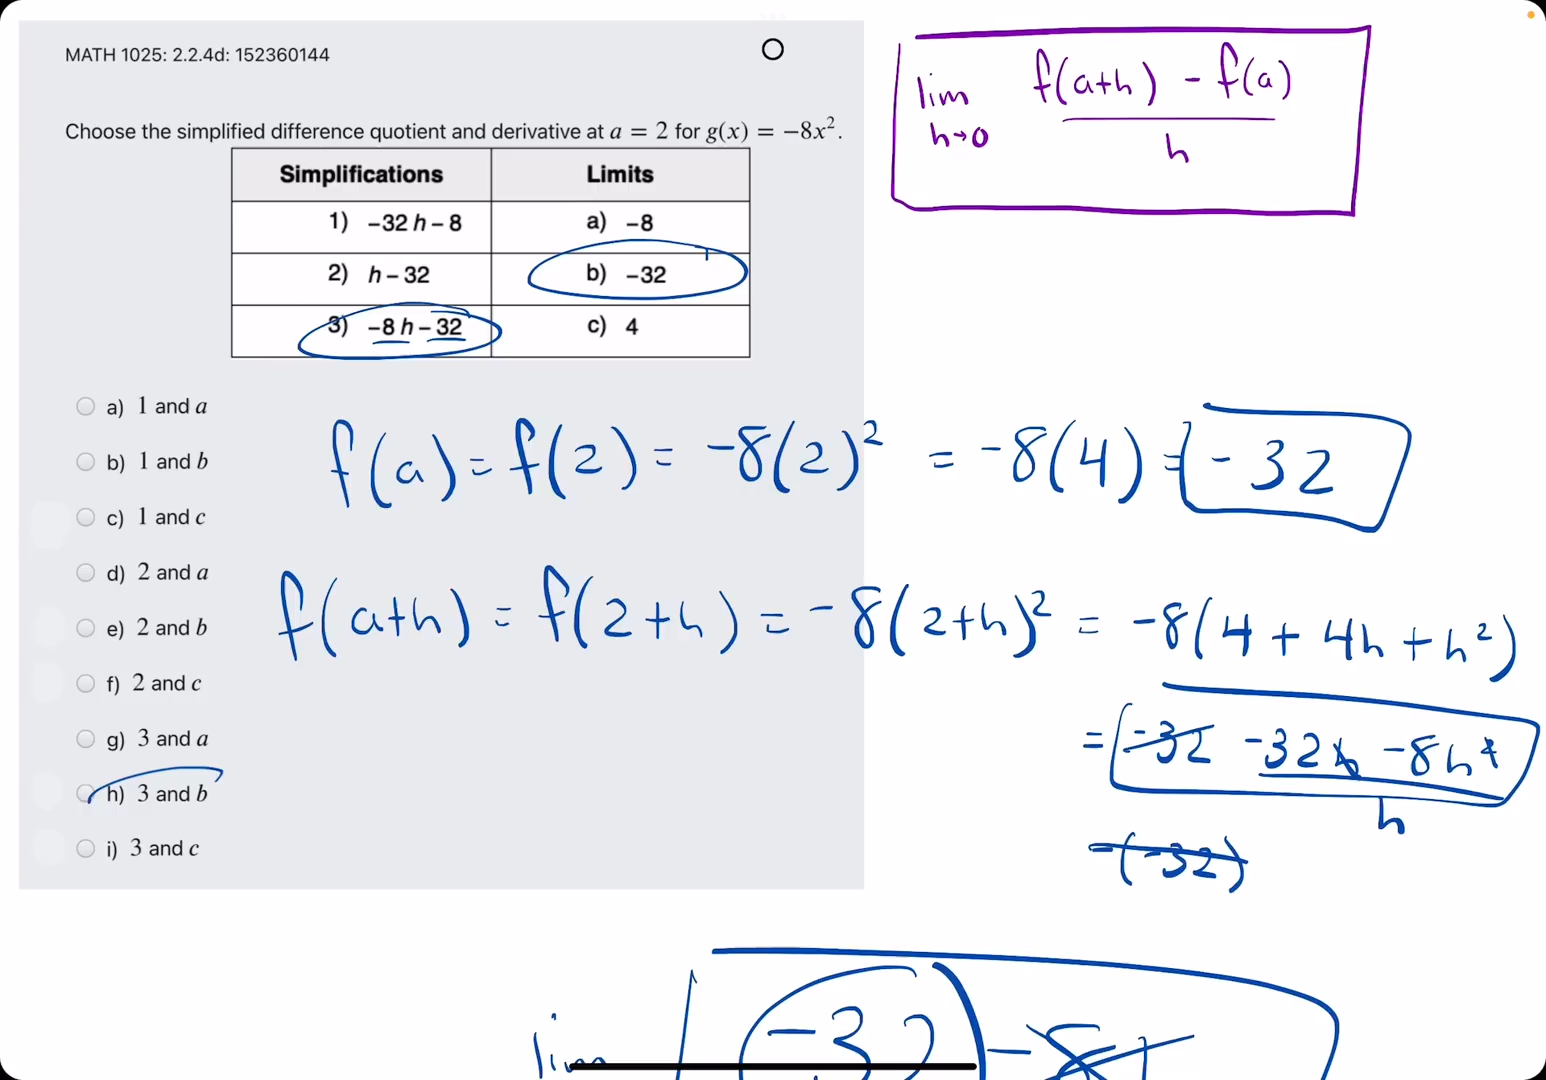 MATH 1025: 2.2.4d: 152360144
lim h→0 f(a+h) - f(a) / h
Choose the simplified difference quotient and derivative at a = 2 for g(x) = −8x².
Simplifications Limits
1) −32 h − 8 a) −8
2) h − 32 b) −32
3) −8 h − 32 c) 4
a) 1 and a
b) 1 and b
c) 1 and c
d) 2 and a
e) 2 and b
f) 2 and c
g) 3 and a
h) 3 and b
i) 3 and c
f(a) = f(2) = -8(2)² = -8(4) = -32
f(a+h) = f(2+h) = -8(2+h)² = -8(4 + 4h + h²)
= -32 -32h -8h²
h
-(-32)
lim -32 -8h